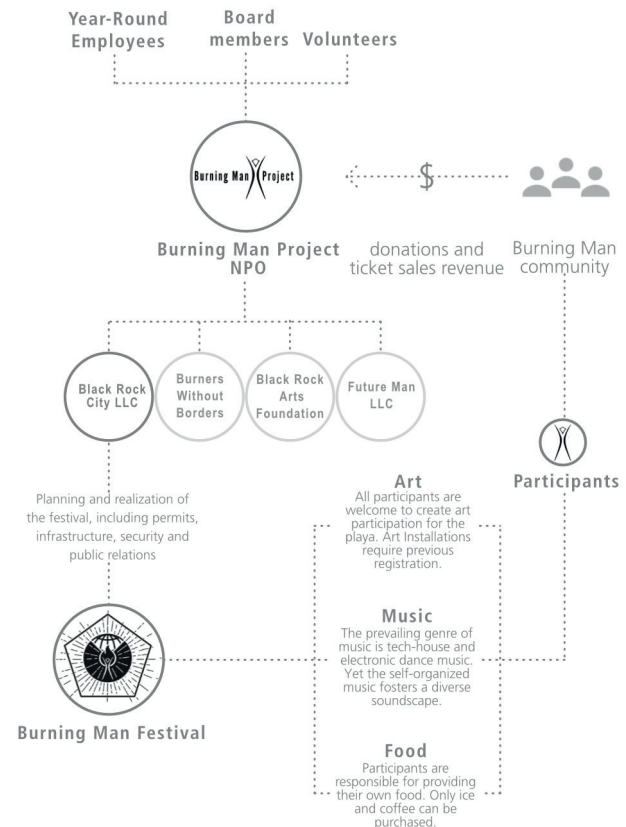 Year-Round
Employees
Board
members
Volunteers
Burning Man Project
Burning Man Project
NPO
$
donations and
ticket sales revenue
Burning Man
community
Black Rock
City LLC
Burners
Without
Borders
Black Rock
Arts
Foundation
Future Man
LLC
Participants
Planning and realization of
the festival, including permits,
infrastructure, security and
public relations
Art
All participants are
welcome to create art
participation for the
playa. Art Installations
require previous
registration.
Music
The prevailing genre of
music is tech-house and
electronic dance music.
Yet the self-organized
music fosters a diverse
soundscape.
Burning Man Festival
Food
Participants are
responsible for providing
their own food. Only ice
and coffee can be
purchased.